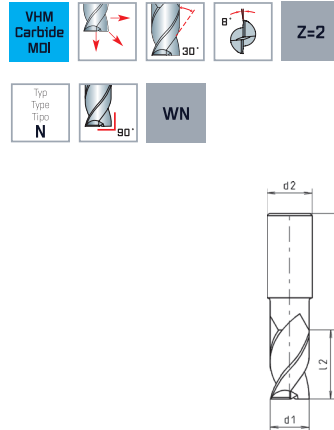 VHM
Carbide
MDI
30°
8°
Z=2
Typ
Type
Tipo
N
90°
WN
d2
l2
d1